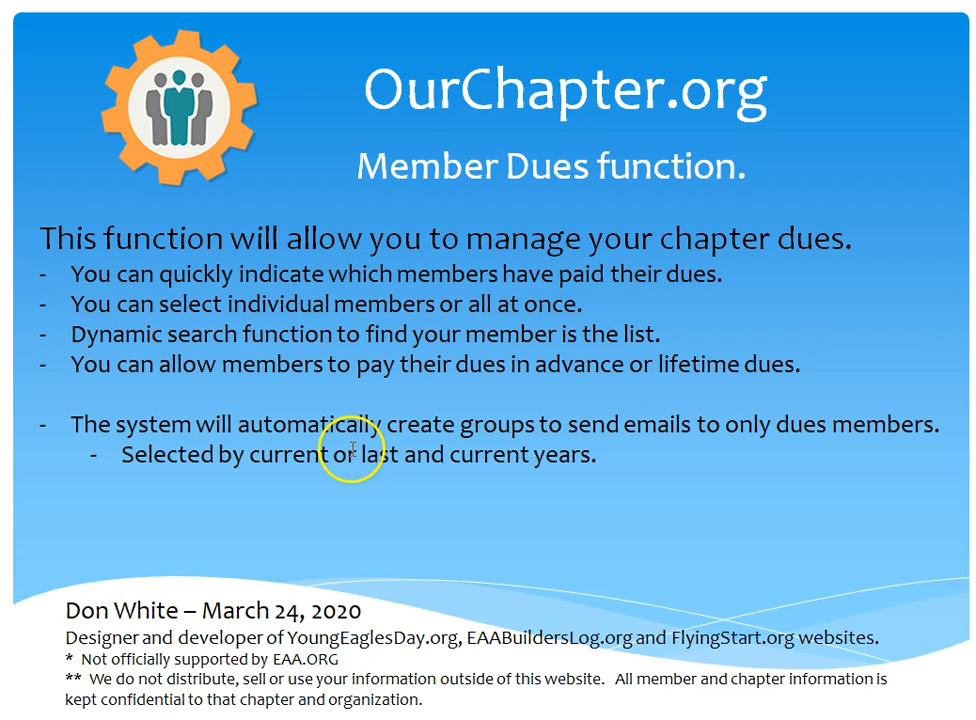 OurChapter.org
Member Dues function.
This function will allow you to manage your chapter dues.
- You can quickly indicate which members have paid their dues.
- You can select individual members or all at once.
- Dynamic search function to find your member is the list.
- You can allow members to pay their dues in advance or lifetime dues.
- The system will automatically create groups to send emails to only dues members.
- Selected by current or last and current years.
Don White – March 24, 2020
Designer and developer of YoungEaglesDay.org, EAABuildersLog.org and FlyingStart.org websites.
* Not officially supported by EAA.ORG
** We do not distribute, sell or use your information outside of this website. All member and chapter information is
kept confidential to that chapter and organization.